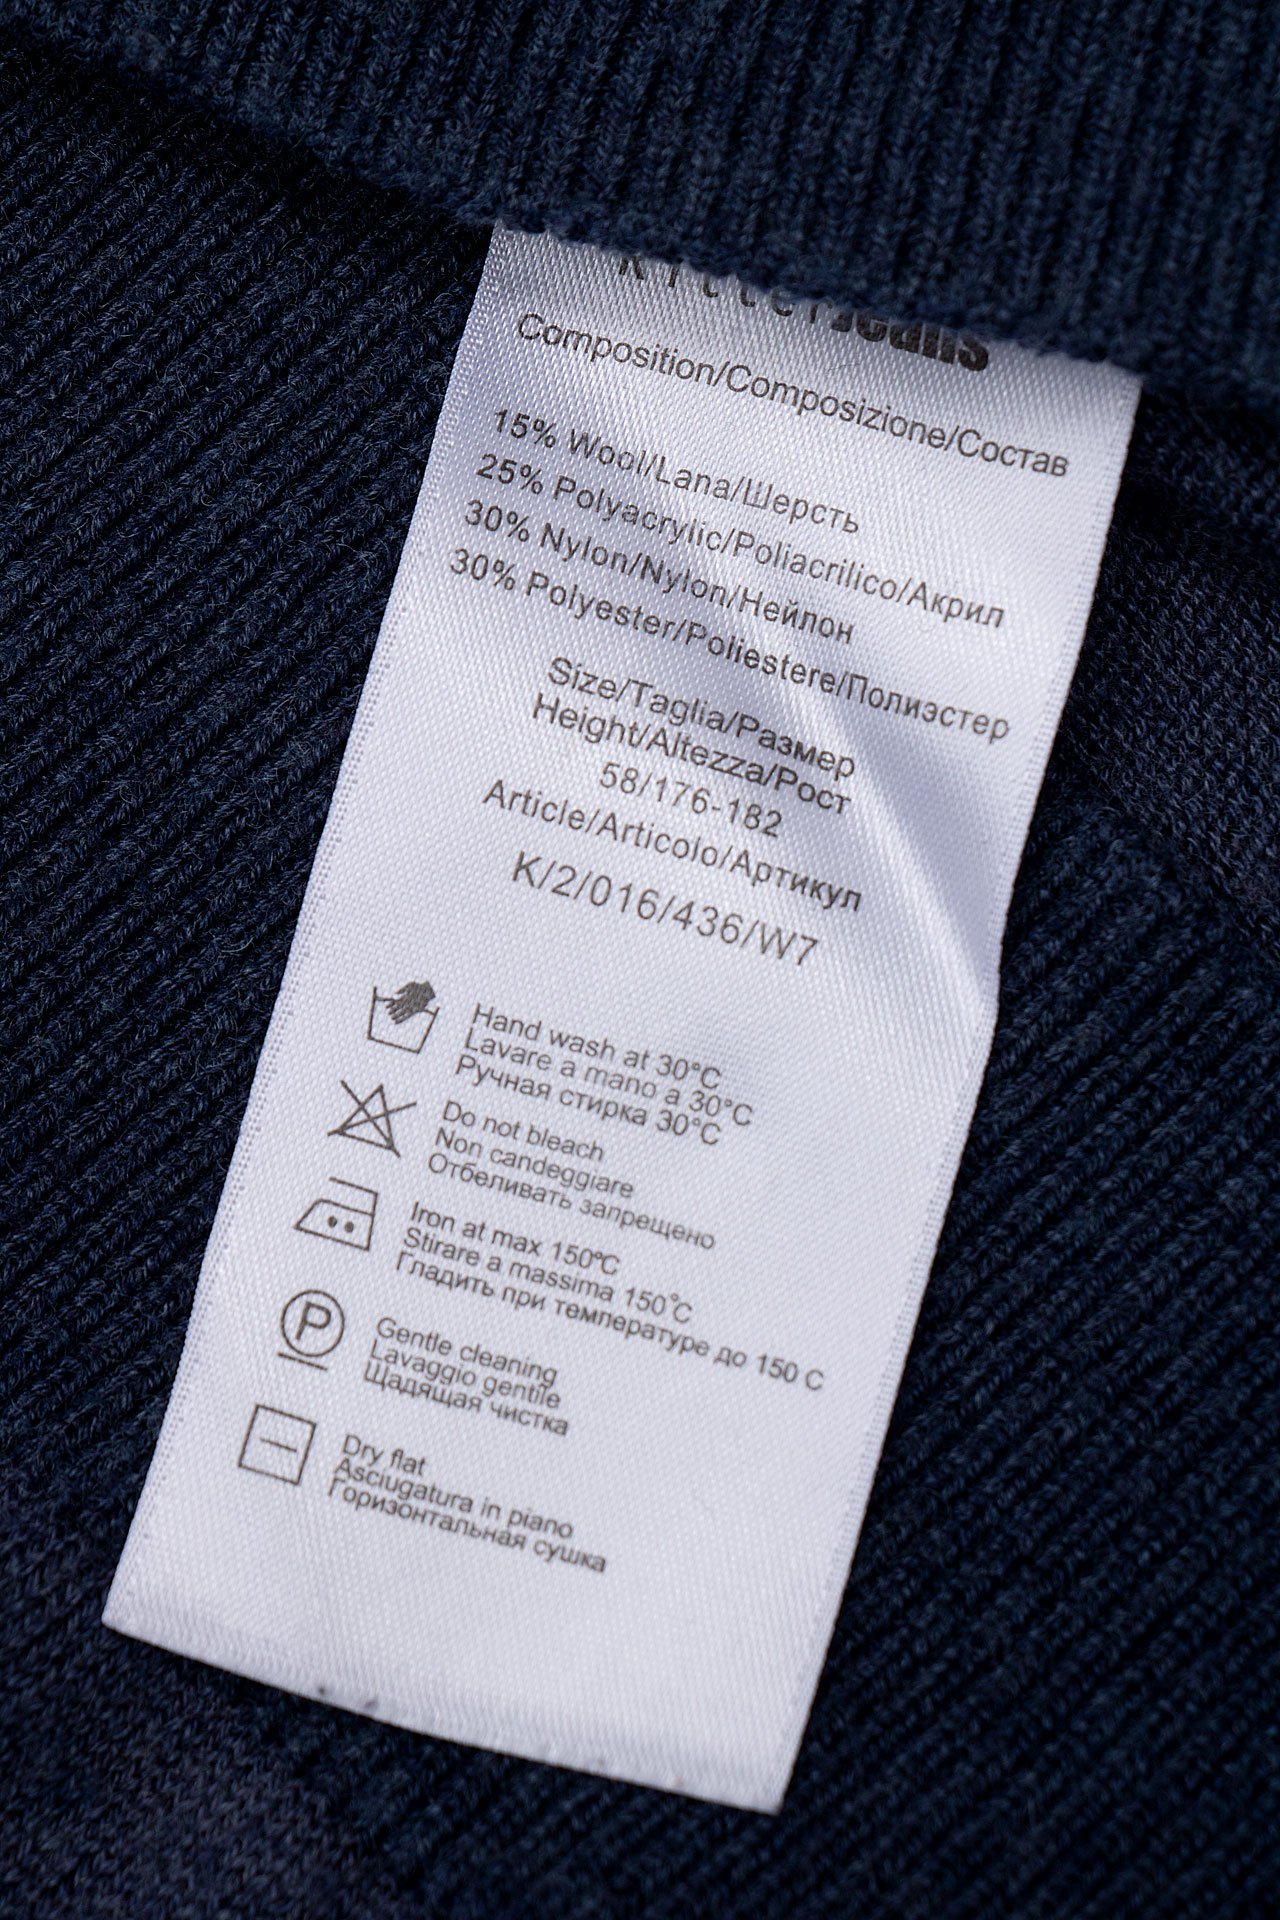 Composition/Composizione/Состав
15% Wool/Lana/Шерсть
25% Polyacrylic/Poliacrilico/Акрил
30% Nylon/Nylon/Нейлон
30% Polyester/Poliestere/Полиэстер
Size/Taglia/Размер
Height/Altezza/Рост
58/176-182
Article/Articolo/Артикул
K/2/016/436/W7
Hand wash at 30°C
Lavare a mano a 30°C
Ручная стирка 30°C
Do not bleach
Non candeggiare
Отбеливать запрещено
Iron at max 150ºC
Stirare a massima 150°C
Гладить при температуре до 150 C
P
Gentle cleaning
Lavaggio gentile
Щадящая чистка
Dry flat
Asciugatura in piano
Горизонтальная сушка